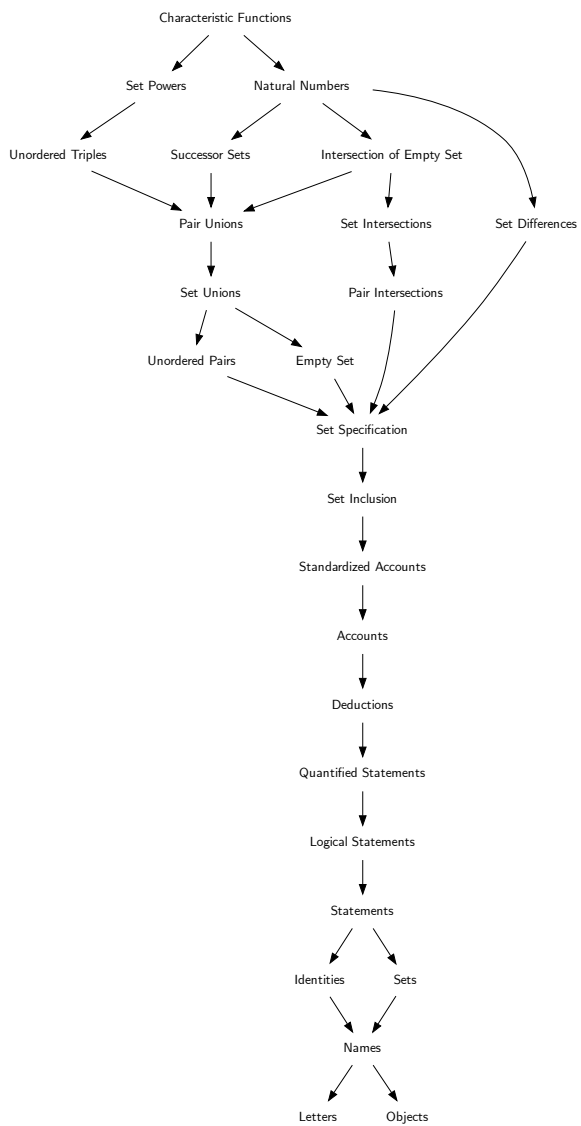 Characteristic Functions
Set Powers
Natural Numbers
Unordered Triples
Successor Sets
Intersection of Empty Set
Pair Unions
Set Intersections
Set Differences
Set Unions
Pair Intersections
Unordered Pairs
Empty Set
Set Specification
Set Inclusion
Standardized Accounts
Accounts
Deductions
Quantified Statements
Logical Statements
Statements
Identities
Sets
Names
Letters
Objects